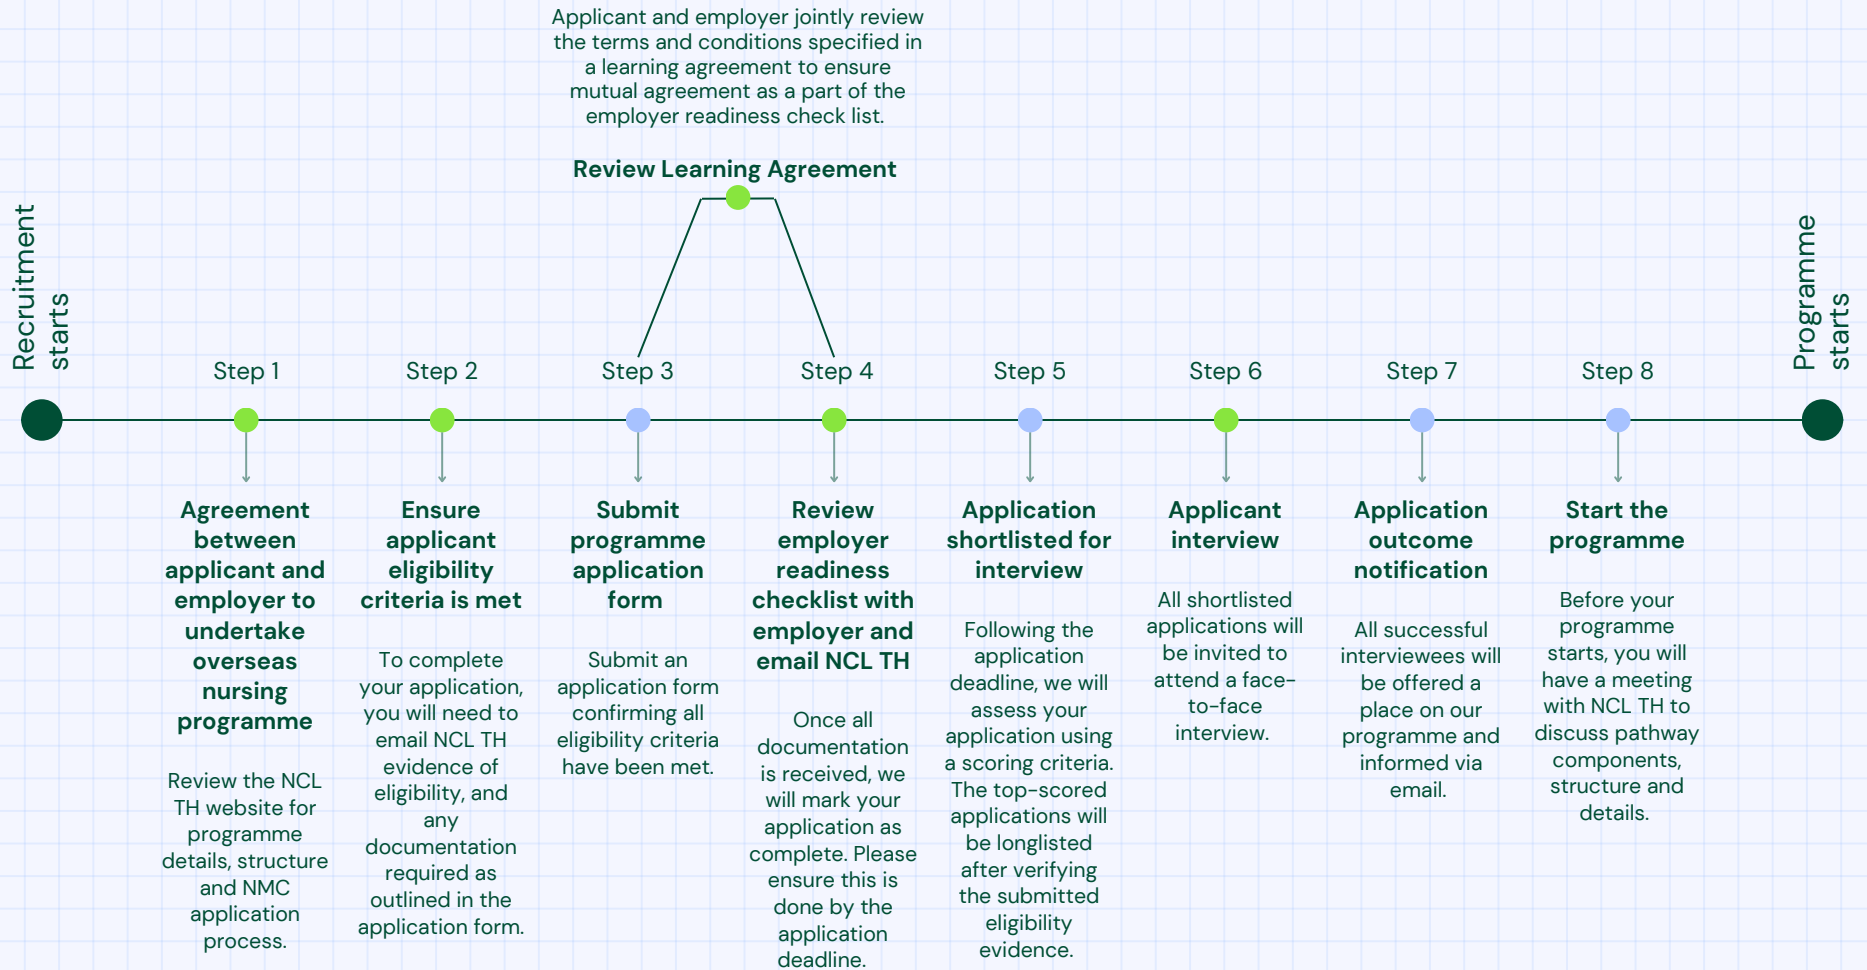 Applicant and employer jointly review
the terms and conditions specified in
a learning agreement to ensure
mutual agreement as a part of the
employer readiness check list.
Review Learning Agreement
Recruitment
starts
Programme
starts
Step 1
Step 2
Step 3
Step 4
Step 5
Step 6
Step 7
Step 8
Agreement
between
applicant and
employer to
undertake
overseas
nursing
programme
Review the NCL
TH website for
programme
details, structure
and NMC
application
process.
Ensure
applicant
eligibility
criteria is met
To complete
your application,
you will need to
email NCL TH
evidence of
eligibility, and
any
documentation
required as
outlined in the
application form.
Submit
programme
application
form
Submit an
application form
confirming all
eligibility criteria
have been met.
Review
employer
readiness
checklist with
employer and
email NCL TH
Once all
documentation
is received, we
will mark your
application as
complete. Please
ensure this is
done by the
application
deadline.
Application
shortlisted for
interview
Following the
application
deadline, we will
assess your
application using
a scoring criteria.
The top-scored
applications will
be longlisted
after verifying
the submitted
eligibility
evidence.
Applicant
interview
All shortlisted
applications will
be invited to
attend a face-
to-face
interview.
Application
outcome
notification
All successful
interviewees will
be offered a
place on our
programme and
informed via
email.
Start the
programme
Before your
programme
starts, you will
have a meeting
with NCL TH to
discuss pathway
components,
structure and
details.